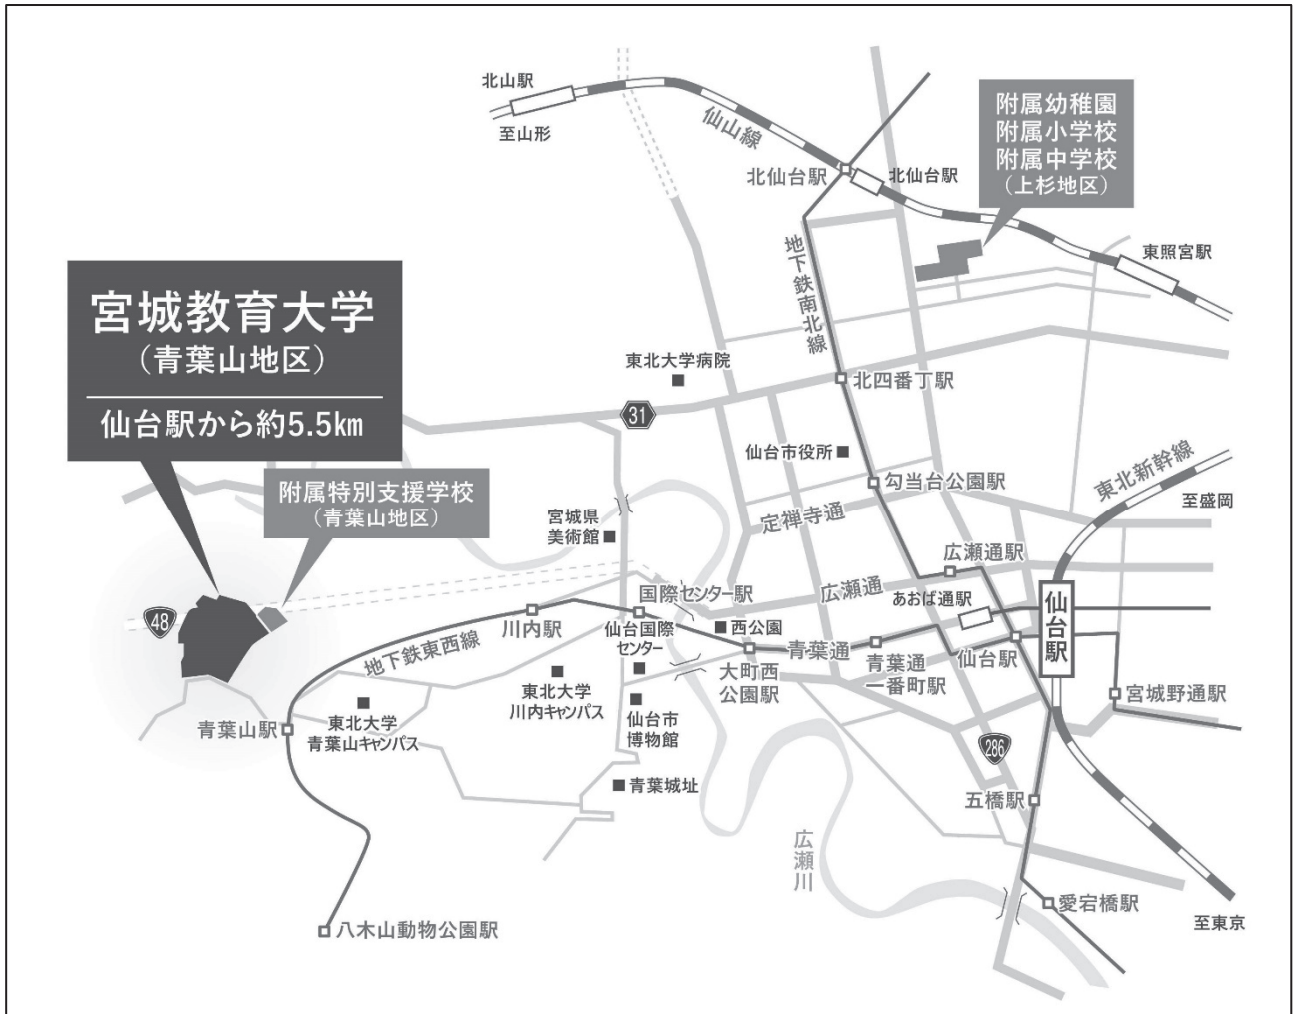 北山駅
至山形
仙山線
北仙台駅
北仙台駅
附属幼稚園
附属小学校
附属中学校
(上杉地区)
東照宮駅
地下鉄南北線
宮城教育大学
(青葉山地区)
仙台駅から約5.5km
附属特別支援学校
(青葉山地区)
東北大学病院
31
北四番丁駅
仙台市役所
勾当台公園駅
定禅寺通
東北新幹線
至盛岡
宮城県
美術館
広瀬通駅
広瀬通
あおば通駅
仙台駅
国際センター駅
西公園
青葉通
大町西
公園駅
青葉通
一番町駅
仙台駅
宮城野通駅
48
川内駅
地下鉄東西線
仙台国際
センター
東北大学
川内キャンパス
仙台市
博物館
東北大学
青葉山キャンパス
青葉山駅
青葉城址
286
五橋駅
広瀬川
愛宕橋駅
至東京
八木山動物公園駅